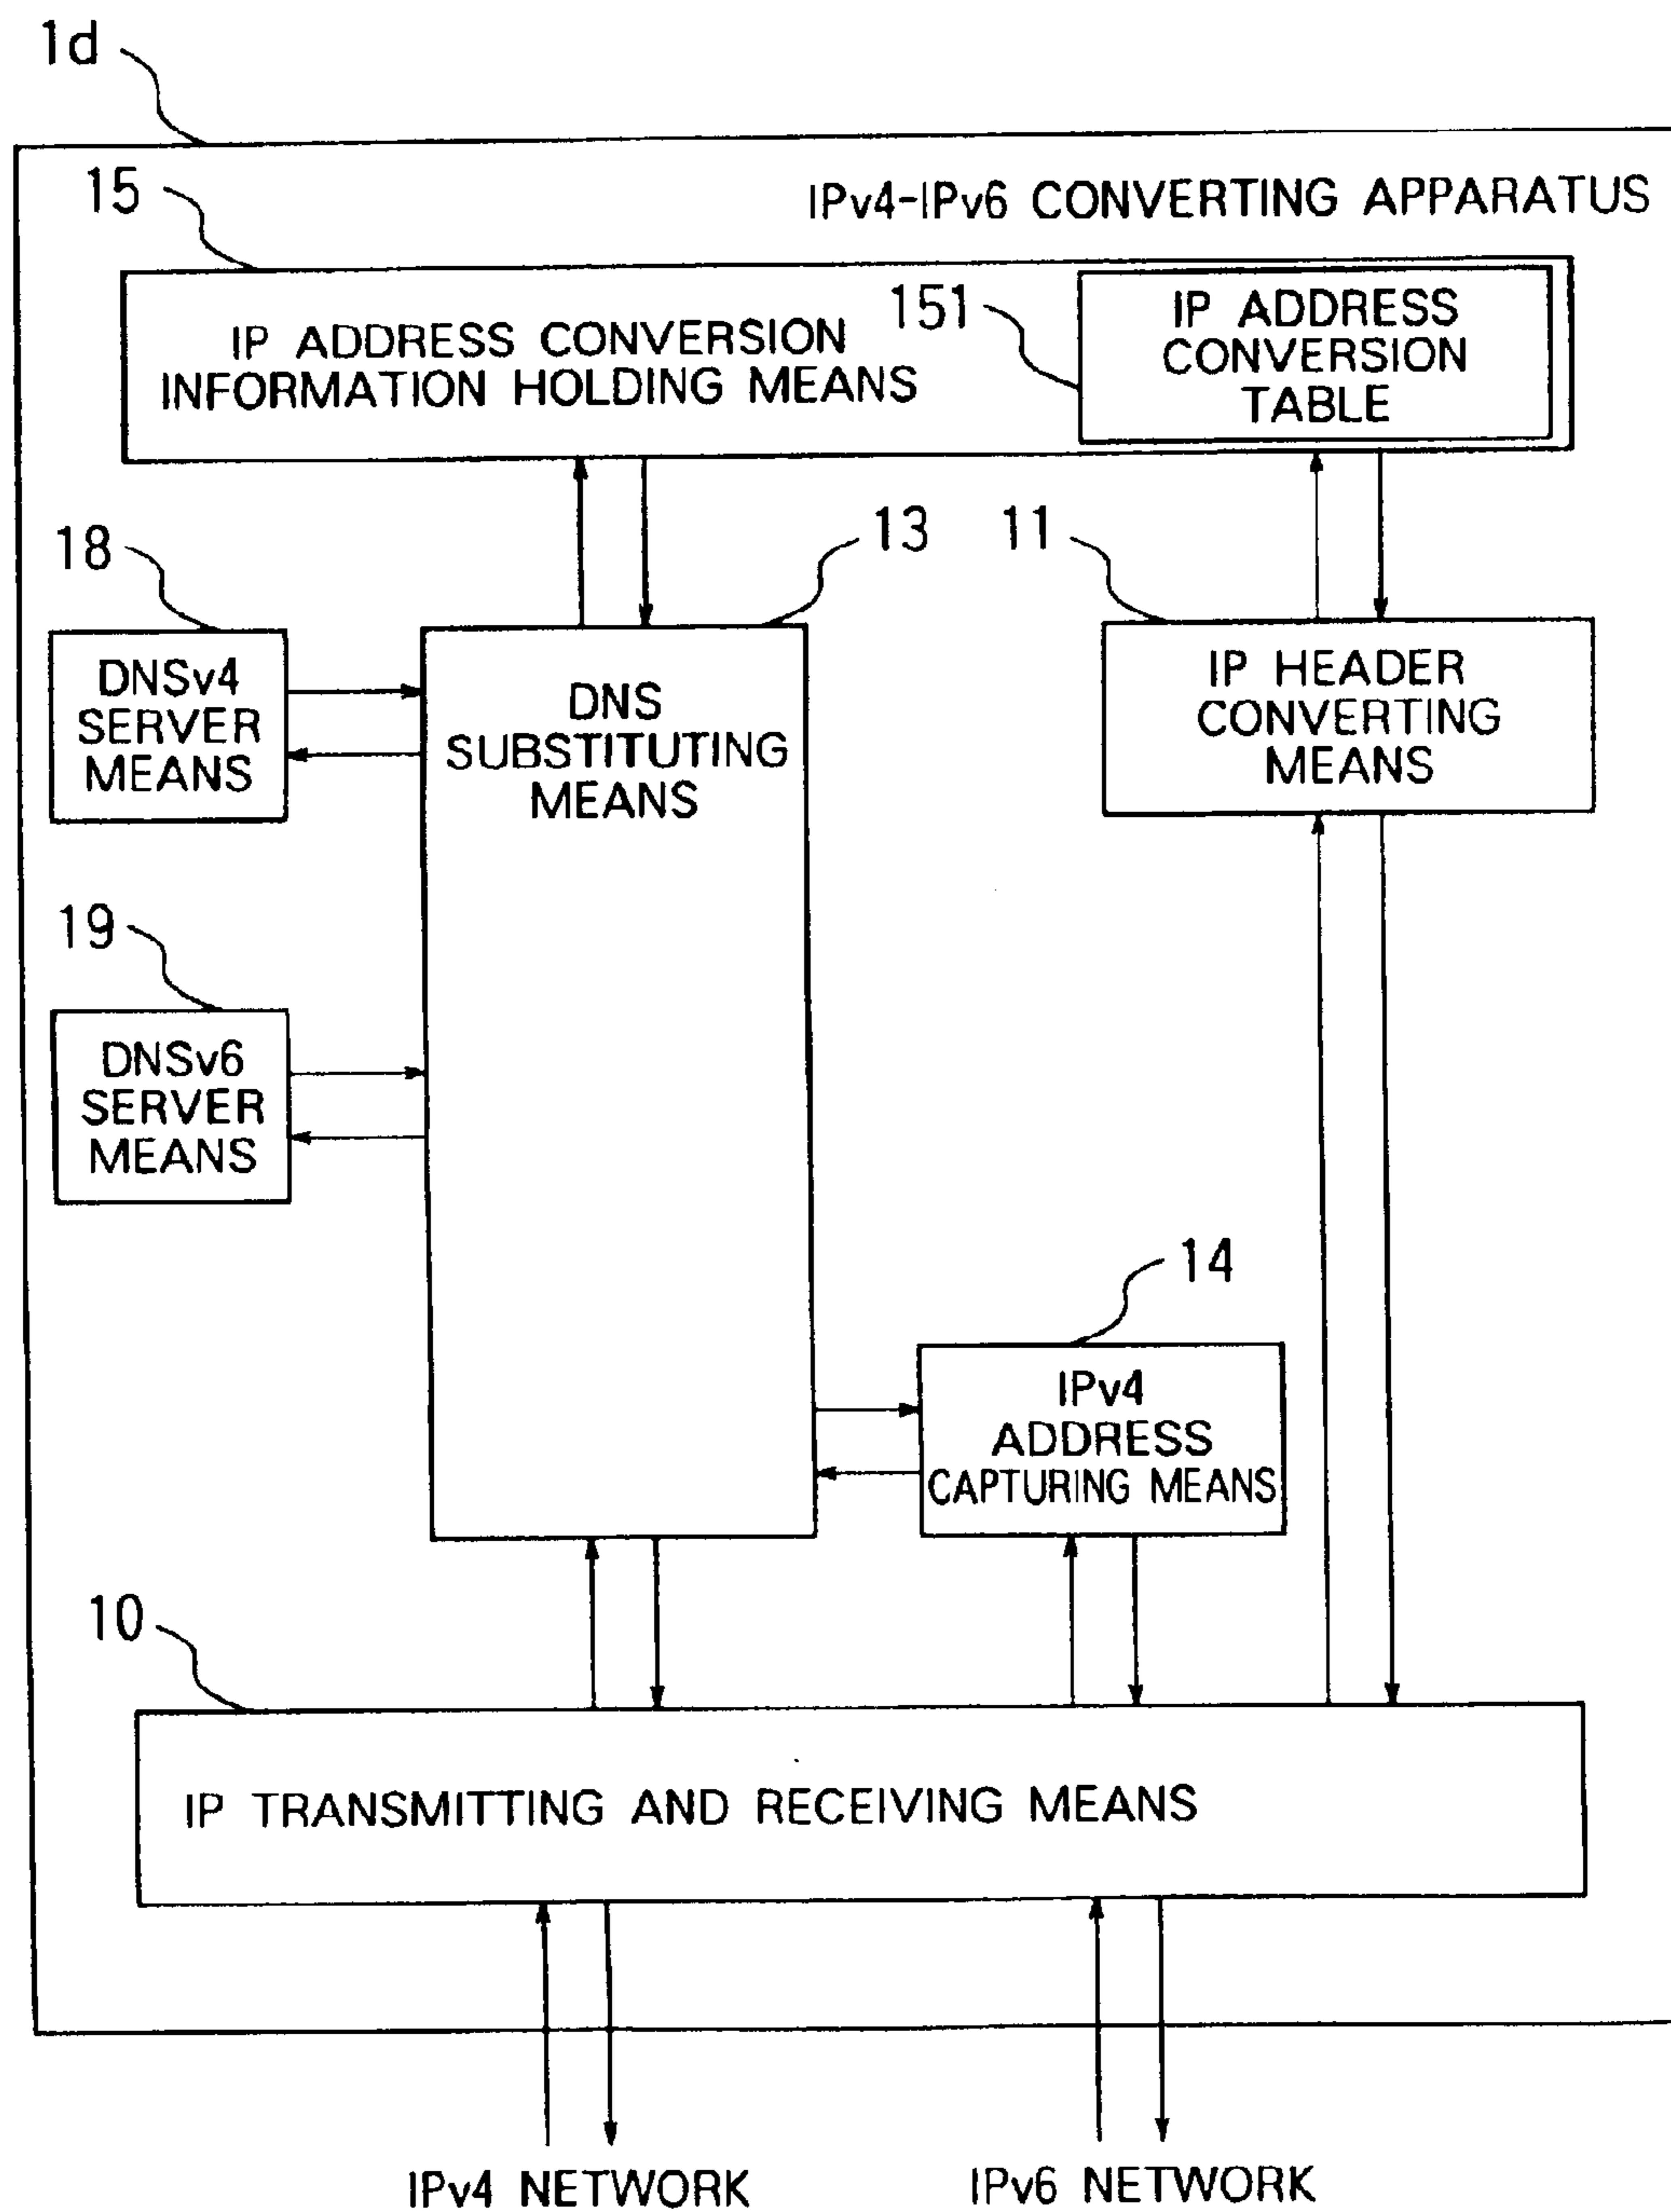 1d
15
IPv4-IPv6 CONVERTING APPARATUS
IP ADDRESS CONVERSION
INFORMATION HOLDING MEANS
151
IP ADDRESS
CONVERSION
TABLE
18
13
11
DNSv4
SERVER
MEANS
DNS
SUBSTITUTING
MEANS
IP HEADER
CONVERTING
MEANS
19
DNSv6
SERVER
MEANS
14
IPv4
ADDRESS
CAPTURING MEANS
10
IP TRANSMITTING AND RECEIVING MEANS
IPv4 NETWORK
IPv6 NETWORK